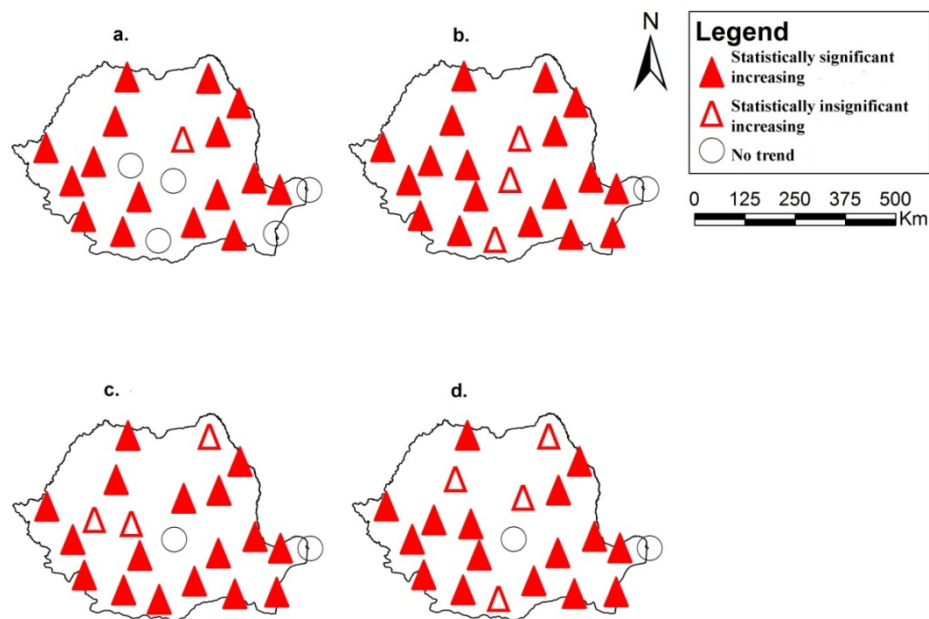 a.
b.
N
Legend
Statistically significant
increasing
Statistically insignificant
increasing
No trend
0 125 250 375 500
Km
c.
d.